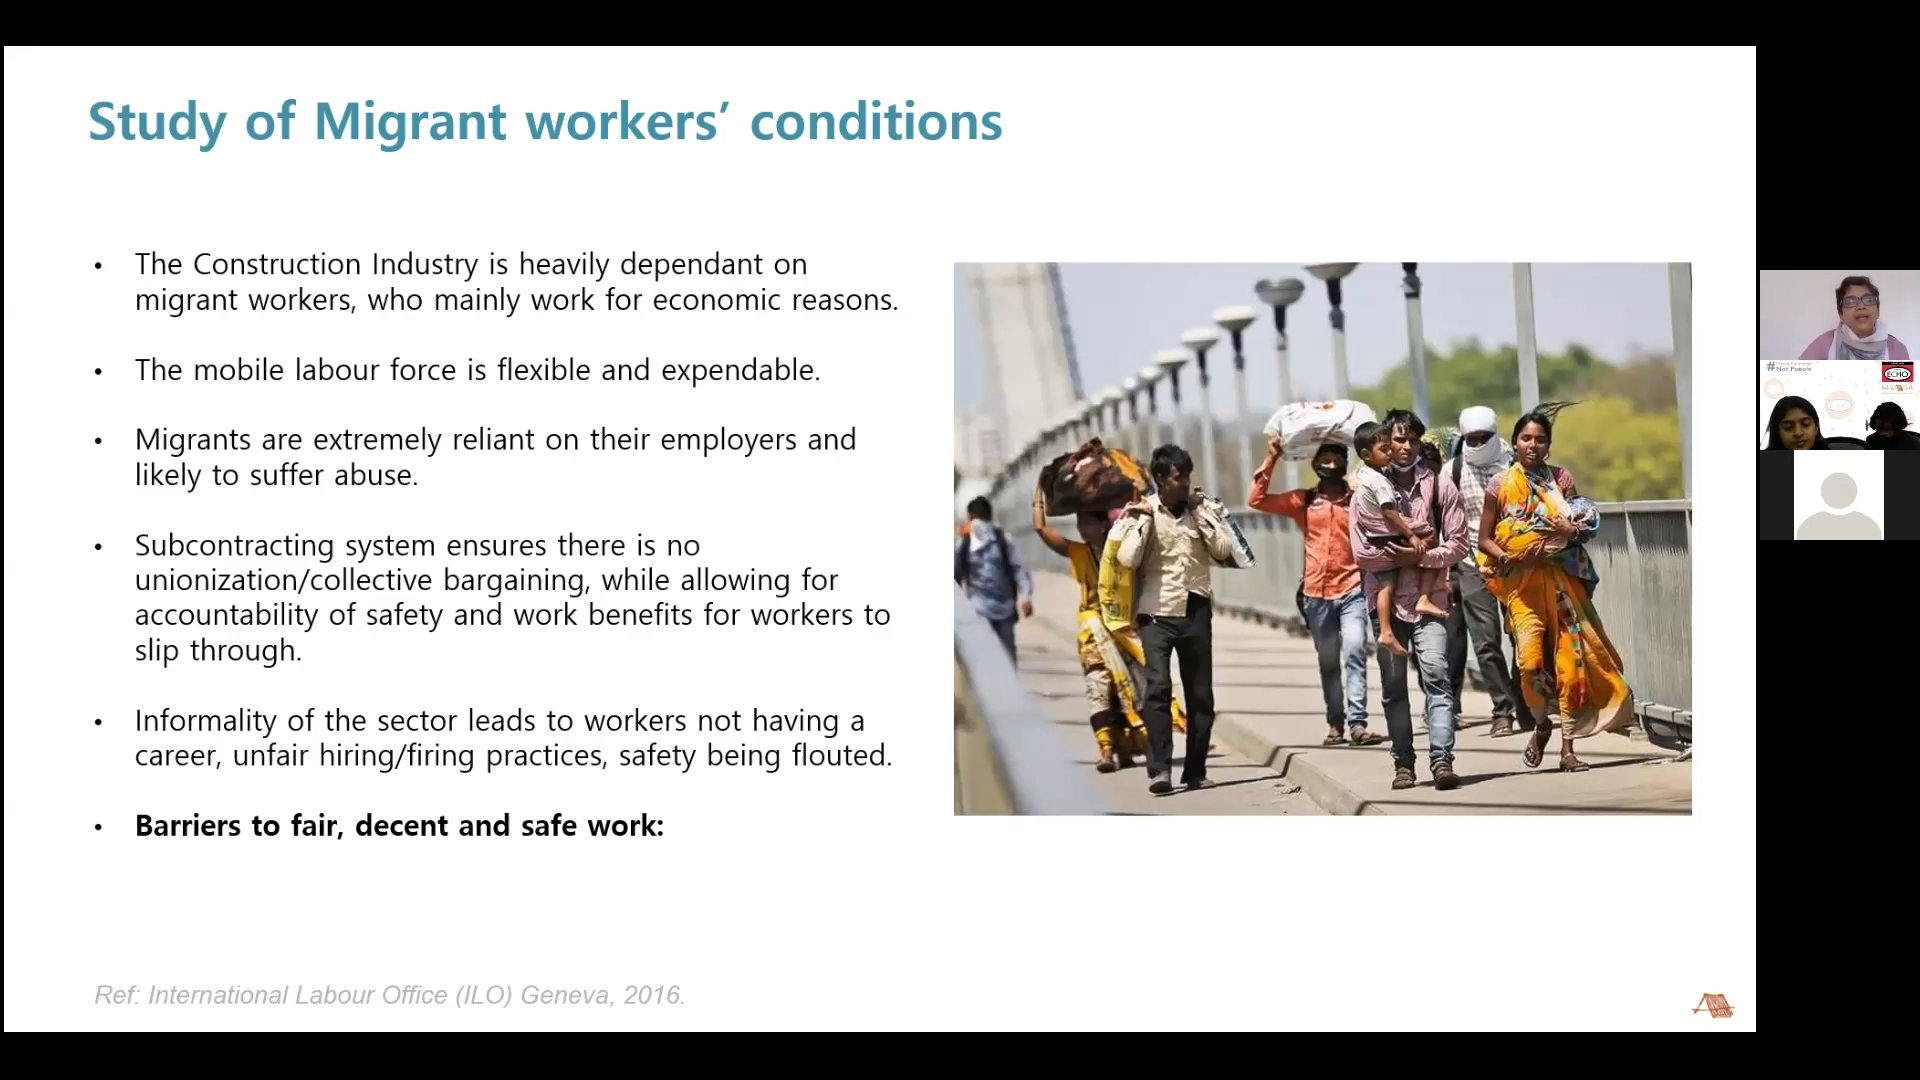 Study of Migrant workers’ conditions
• The Construction Industry is heavily dependant on
migrant workers, who mainly work for economic reasons.
• The mobile labour force is flexible and expendable.
• Migrants are extremely reliant on their employers and
likely to suffer abuse.
• Subcontracting system ensures there is no
unionization/collective bargaining, while allowing for
accountability of safety and work benefits for workers to
slip through.
• Informality of the sector leads to workers not having a
career, unfair hiring/firing practices, safety being flouted.
• Barriers to fair, decent and safe work:
Ref: International Labour Office (ILO) Geneva, 2016.
Not People
ECHO